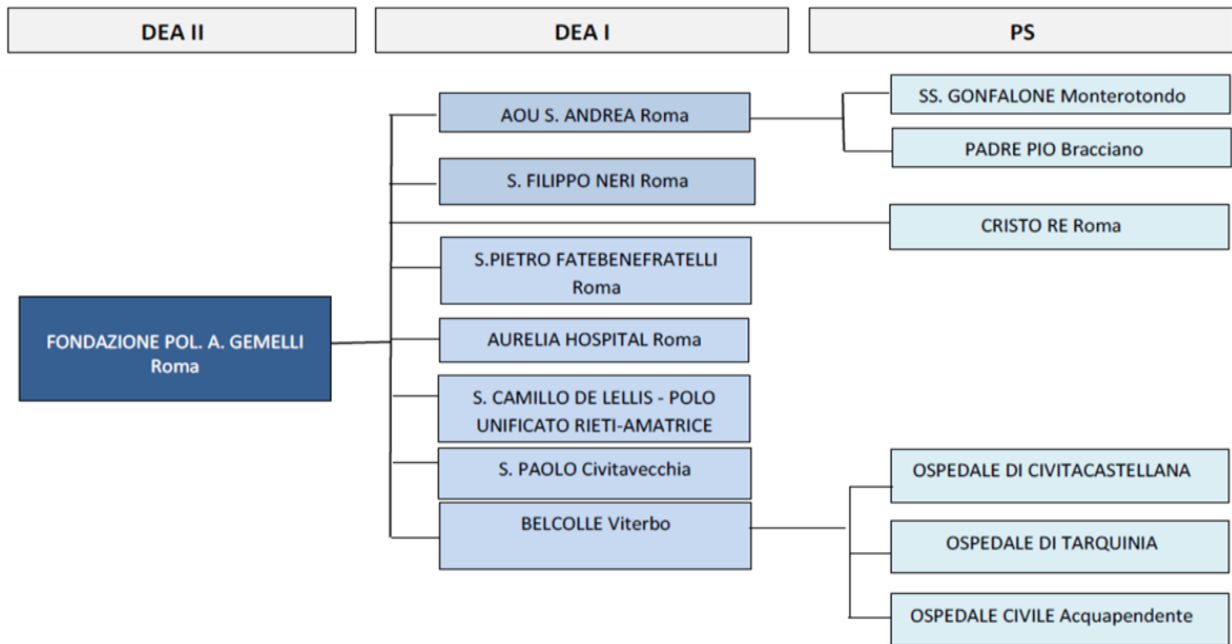 DEA II
DEA I
PS
FONDAZIONE POL. A. GEMELLI
Roma
AOU S. ANDREA Roma
S. FILIPPO NERI Roma
S.PIETRO FATEBENEFRATELLI
Roma
AURELIA HOSPITAL Roma
S. CAMILLO DE LELLIS - POLO
UNIFICATO RIETI-AMATRICE
S. PAOLO Civitavecchia
BELCOLLE Viterbo
SS. GONFALONE Monterotondo
PADRE PIO Bracciano
CRISTO RE Roma
OSPEDALE DI CIVITACASTELLANA
OSPEDALE DI TARQUINIA
OSPEDALE CIVILE Acquapendente